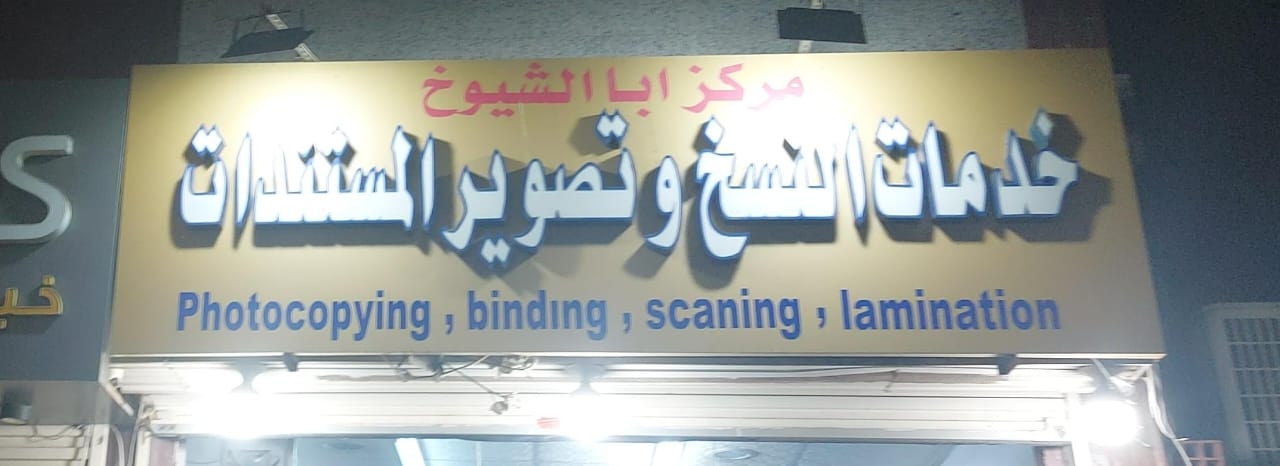 مركز ابا الشيوخ
خدمات النسخ و تصوير المستندات
Photocopying , binding , scaning , lamination